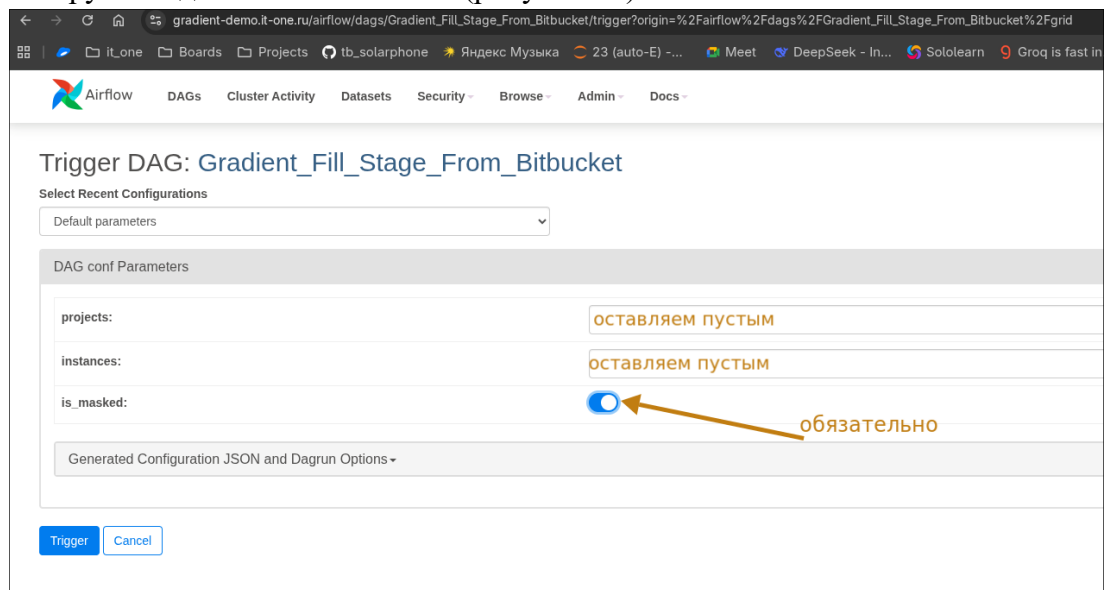 gradient-demo.it-one.ru/airflow/dags/Gradient_Fill_Stage_From_Bitbucket/trigger?origin=%2Fairflow%2Fdags%2FGradient_Fill_Stage_From_Bitbucket%2Fgrid
it_one Boards Projects tb_solarphone Яндекс Музыка 23 (auto-E) -... Meet DeepSeek - In... Sololearn Groq is fast in
Airflow DAGs Cluster Activity Datasets Security Browse Admin Docs
Trigger DAG: Gradient_Fill_Stage_From_Bitbucket
Select Recent Configurations
Default parameters
DAG conf Parameters
projects: оставляем пустым
instances: оставляем пустым
is_masked:
обязательно
Generated Configuration JSON and Dagrun Options
Trigger Cancel